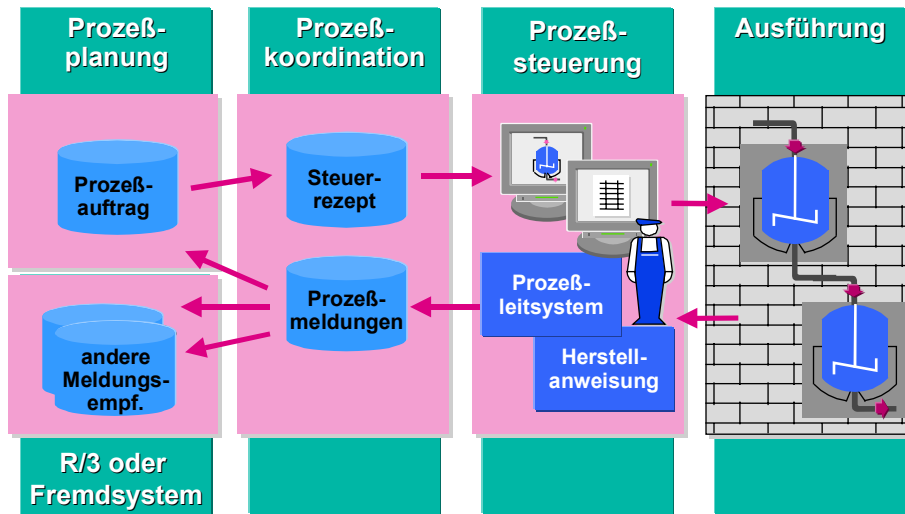 Prozeß-
planung
Prozeß-
koordination
Prozeß-
steuerung
Ausführung
Prozeß-
auftrag
Steuer-
rezept
Prozeß-
meldungen
Prozeß-
leitsystem
Herstell-
anweisung
andere
Meldungs-
empf.
R/3 oder
Fremdsystem